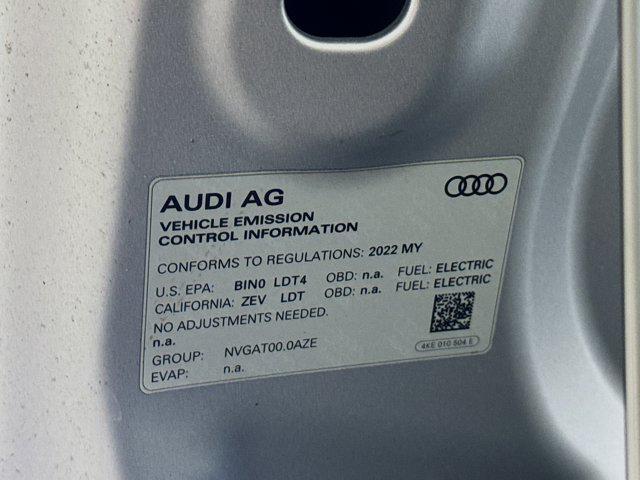 AUDI AG
VEHICLE EMISSION
CONTROL INFORMATION
CONFORMS TO REGULATIONS: 2022 MY
U.S. EPA: BIN0 LDT4 OBD: n.a. FUEL: ELECTRIC
CALIFORNIA: ZEV LDT OBD: n.a. FUEL: ELECTRIC
NO ADJUSTMENTS NEEDED.
n.a.
GROUP: NVGAT00.0AZE
EVAP: n.a.
4KE 010 504 E